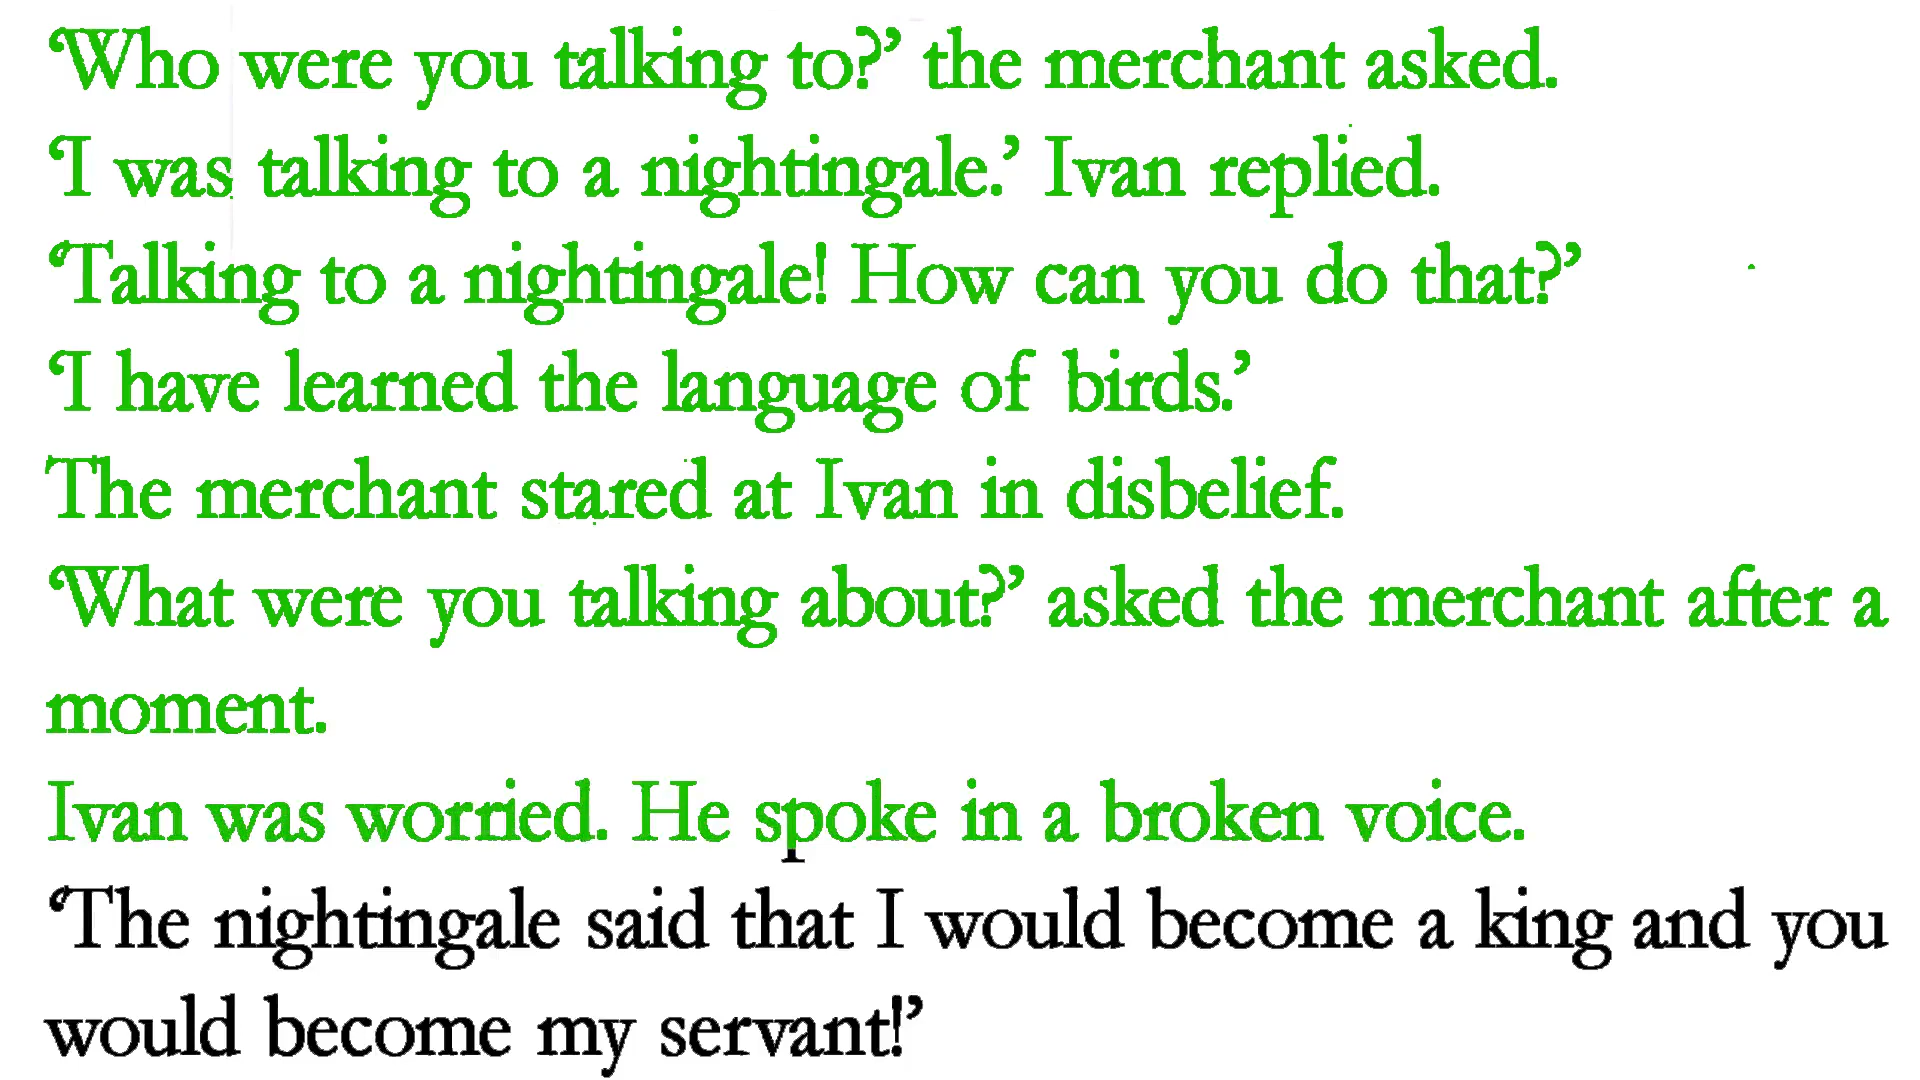 ‘Who were you talking to?’ the merchant asked.
‘I was talking to a nightingale.’ Ivan replied.
‘Talking to a nightingale! How can you do that?’
‘I have learned the language of birds.’
The merchant stared at Ivan in disbelief.
‘What were you talking about?’ asked the merchant after a
moment.
Ivan was worried. He spoke in a broken voice.
‘The nightingale said that I would become a king and you
would become my servant!’